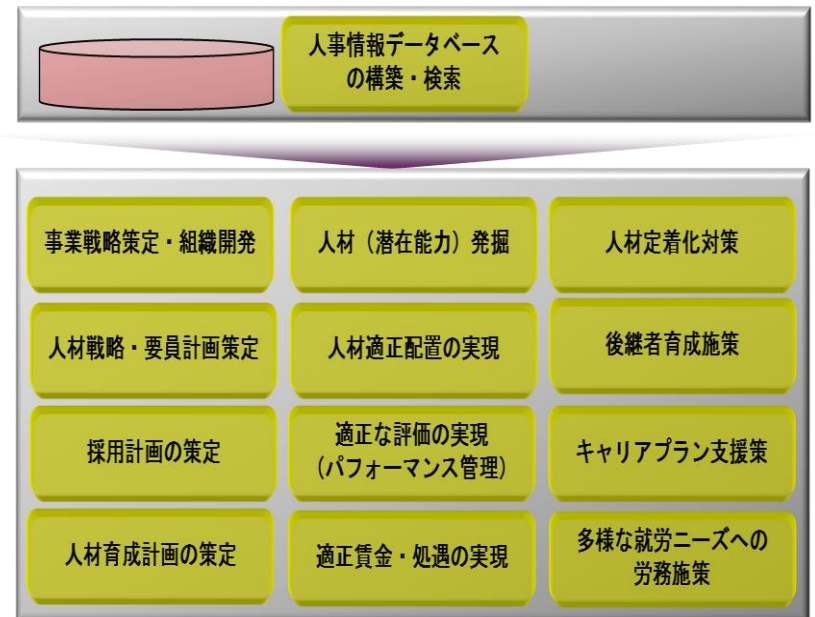 人事情報データベース
の構築・検索
事業戦略策定・組織開発
人材（潜在能力）発掘
人材定着化対策
人材戦略・要員計画策定
人材適正配置の実現
後継者育成施策
採用計画の策定
適正な評価の実現
(パフォーマンス管理)
キャリアプラン支援策
人材育成計画の策定
適正賃金・処遇の実現
多様な就労ニーズへの
労務施策